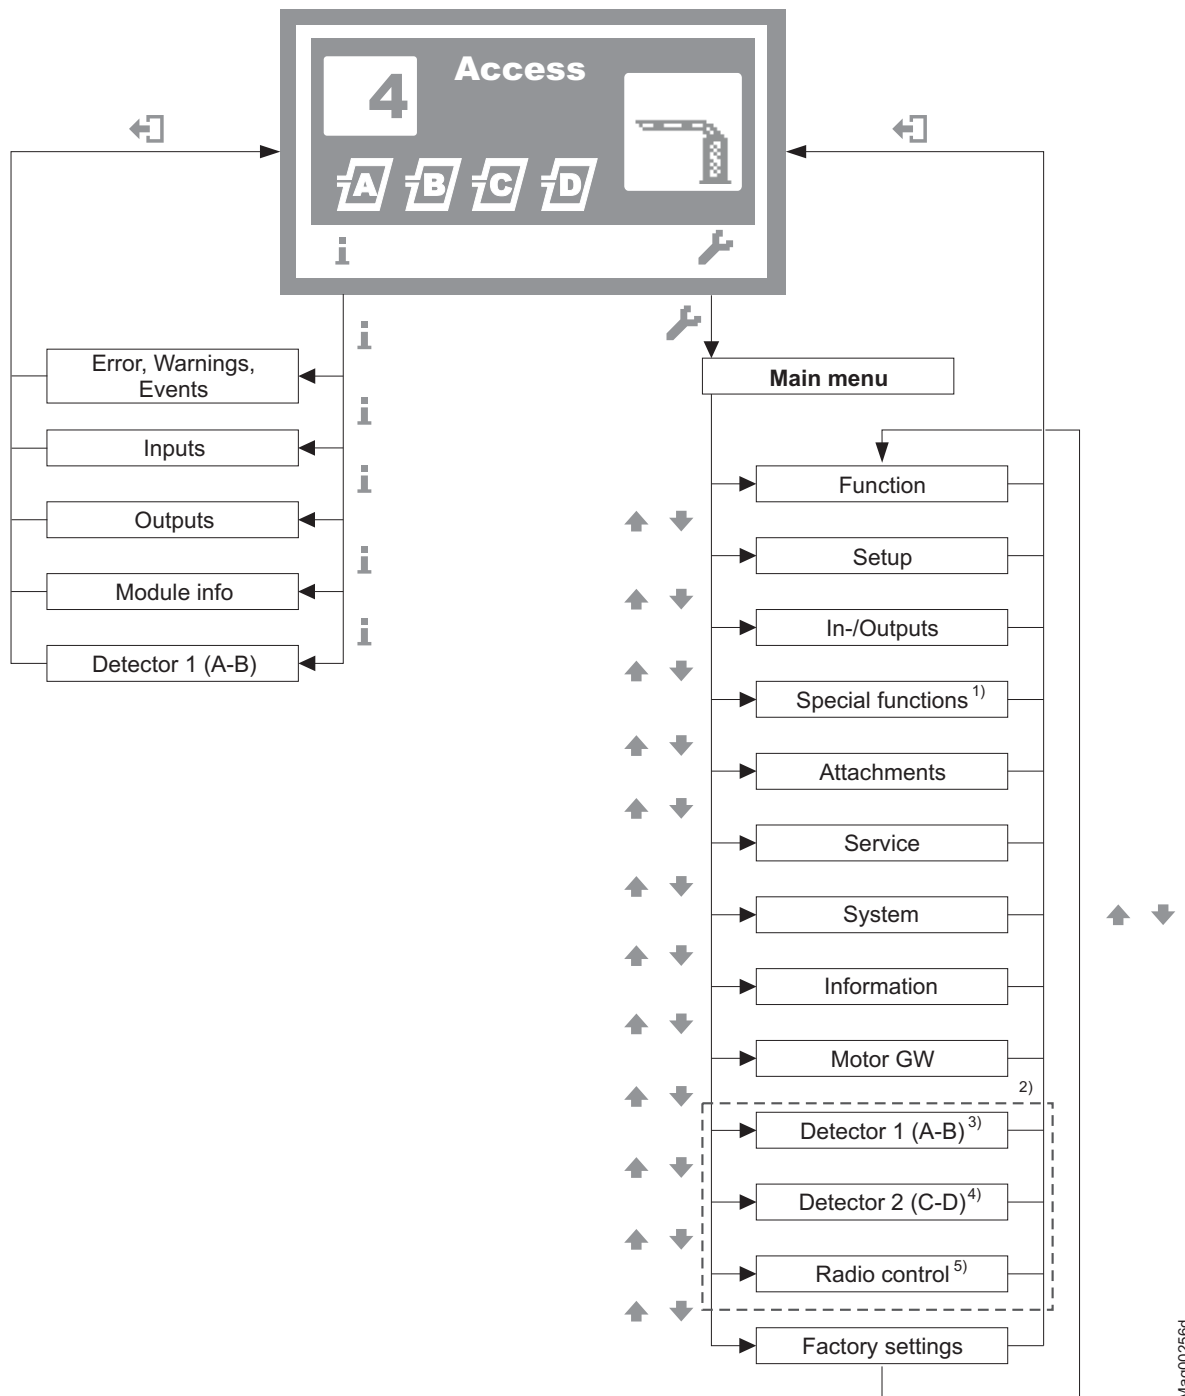 4
Access
A B C D
i
i
Error, Warnings,
Events
i
Inputs
i
Outputs
i
Module info
i
Detector 1 (A-B)
Main menu
Function
Setup
In-/Outputs
Special functions 1)
Attachments
Service
System
Information
Motor GW
2)
Detector 1 (A-B) 3)
Detector 2 (C-D) 4)
Radio control 5)
Factory settings
Mag00256d